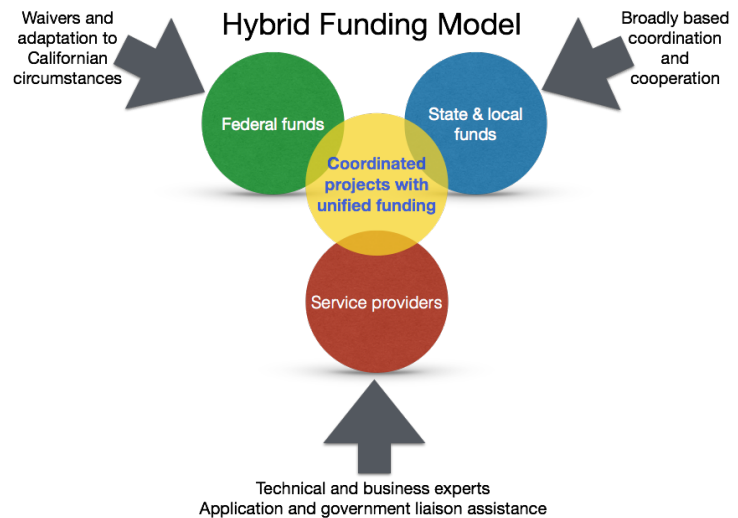 Hybrid Funding Model
Waivers and
adaptation to
Californian
circumstances
Broadly based
coordination
and
cooperation
Federal funds
State & local
funds
Coordinated
projects with
unified funding
Service providers
Technical and business experts
Application and government liaison assistance